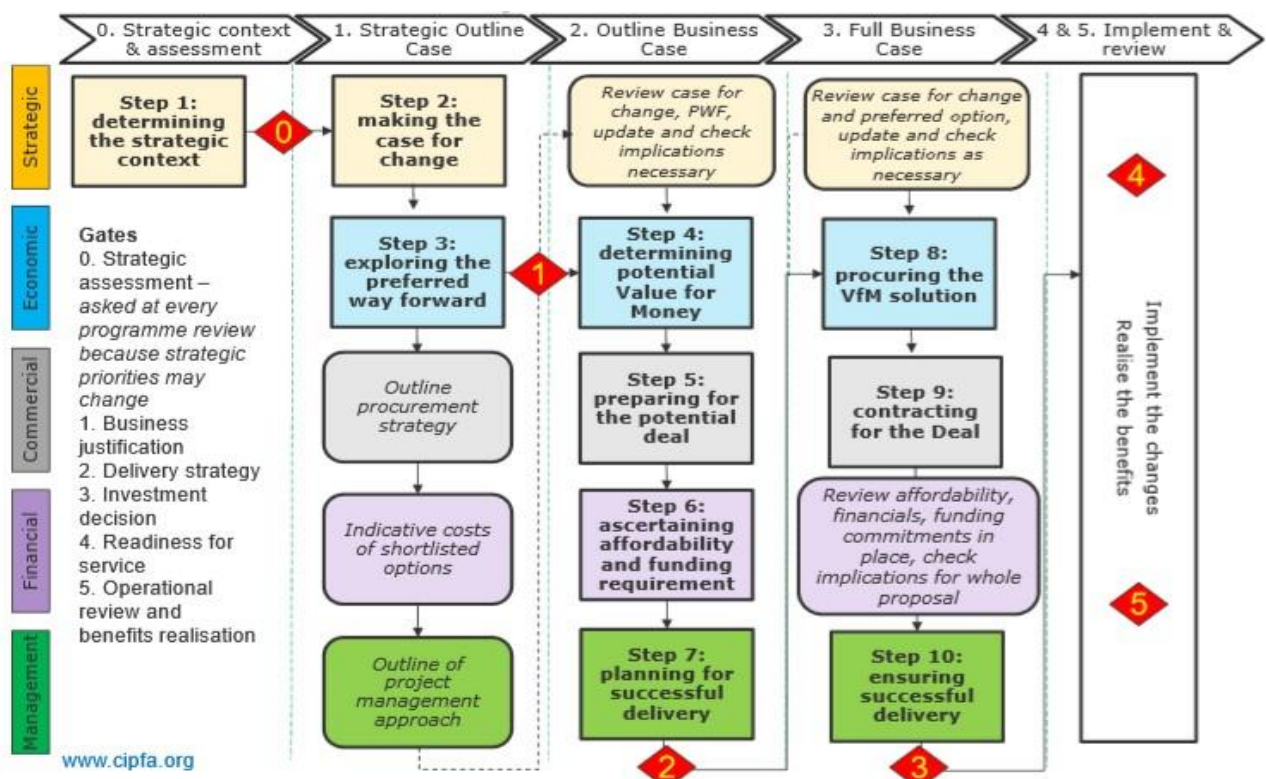 0. Strategic context
& assessment
1. Strategic Outline
Case
2. Outline Business
Case
3. Full Business
Case
4 & 5. Implement &
review
Strategic
Step 1:
determining
the strategic
context
0
Step 2:
making the
case for
change
Review case for
change, PWF,
update and check
implications
necessary
Review case for change
and preferred option,
update and check
implications as
necessary
4
Economic
Gates
0. Strategic
assessment –
asked at every
programme review
because strategic
priorities may
change
1. Business
justification
2. Delivery strategy
3. Investment
decision
4. Readiness for
service
5. Operational
review and
benefits realisation
Step 3:
exploring the
preferred
way forward
1
Step 4:
determining
potential
Value for
Money
Step 8:
procuring the
VfM solution
Implement the changes
Realise the benefits
Commercial
Outline
procurement
strategy
Step 5:
preparing for
the potential
deal
Step 9:
contracting
for the Deal
Financial
Indicative costs
of shortlisted
options
Step 6:
ascertaining
affordability
and funding
requirement
Review affordability,
financials, funding
commitments in
place, check
implications for whole
proposal
5
Management
Outline of
project
management
approach
Step 7:
planning for
successful
delivery
Step 10:
ensuring
successful
delivery
2
3
www.cipfa.org